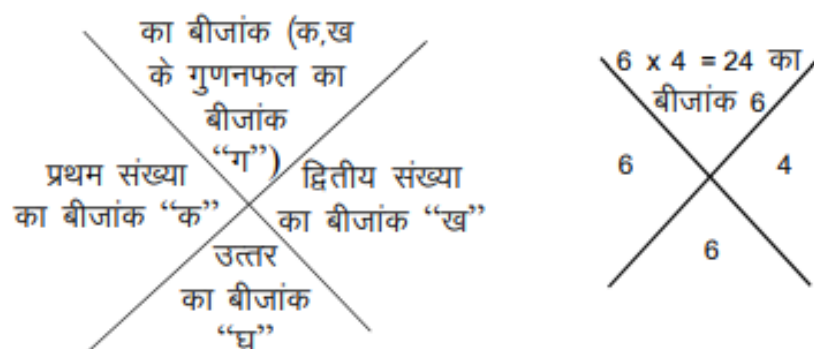 का बीजांक (क,ख
के गुणनफल का
बीजांक
“ग”)
प्रथम संख्या
का बीजांक “क”
द्वितीय संख्या
का बीजांक “ख”
उत्तर
का बीजांक
“घ”
6 x 4 = 24 का
बीजांक 6
6
4
6